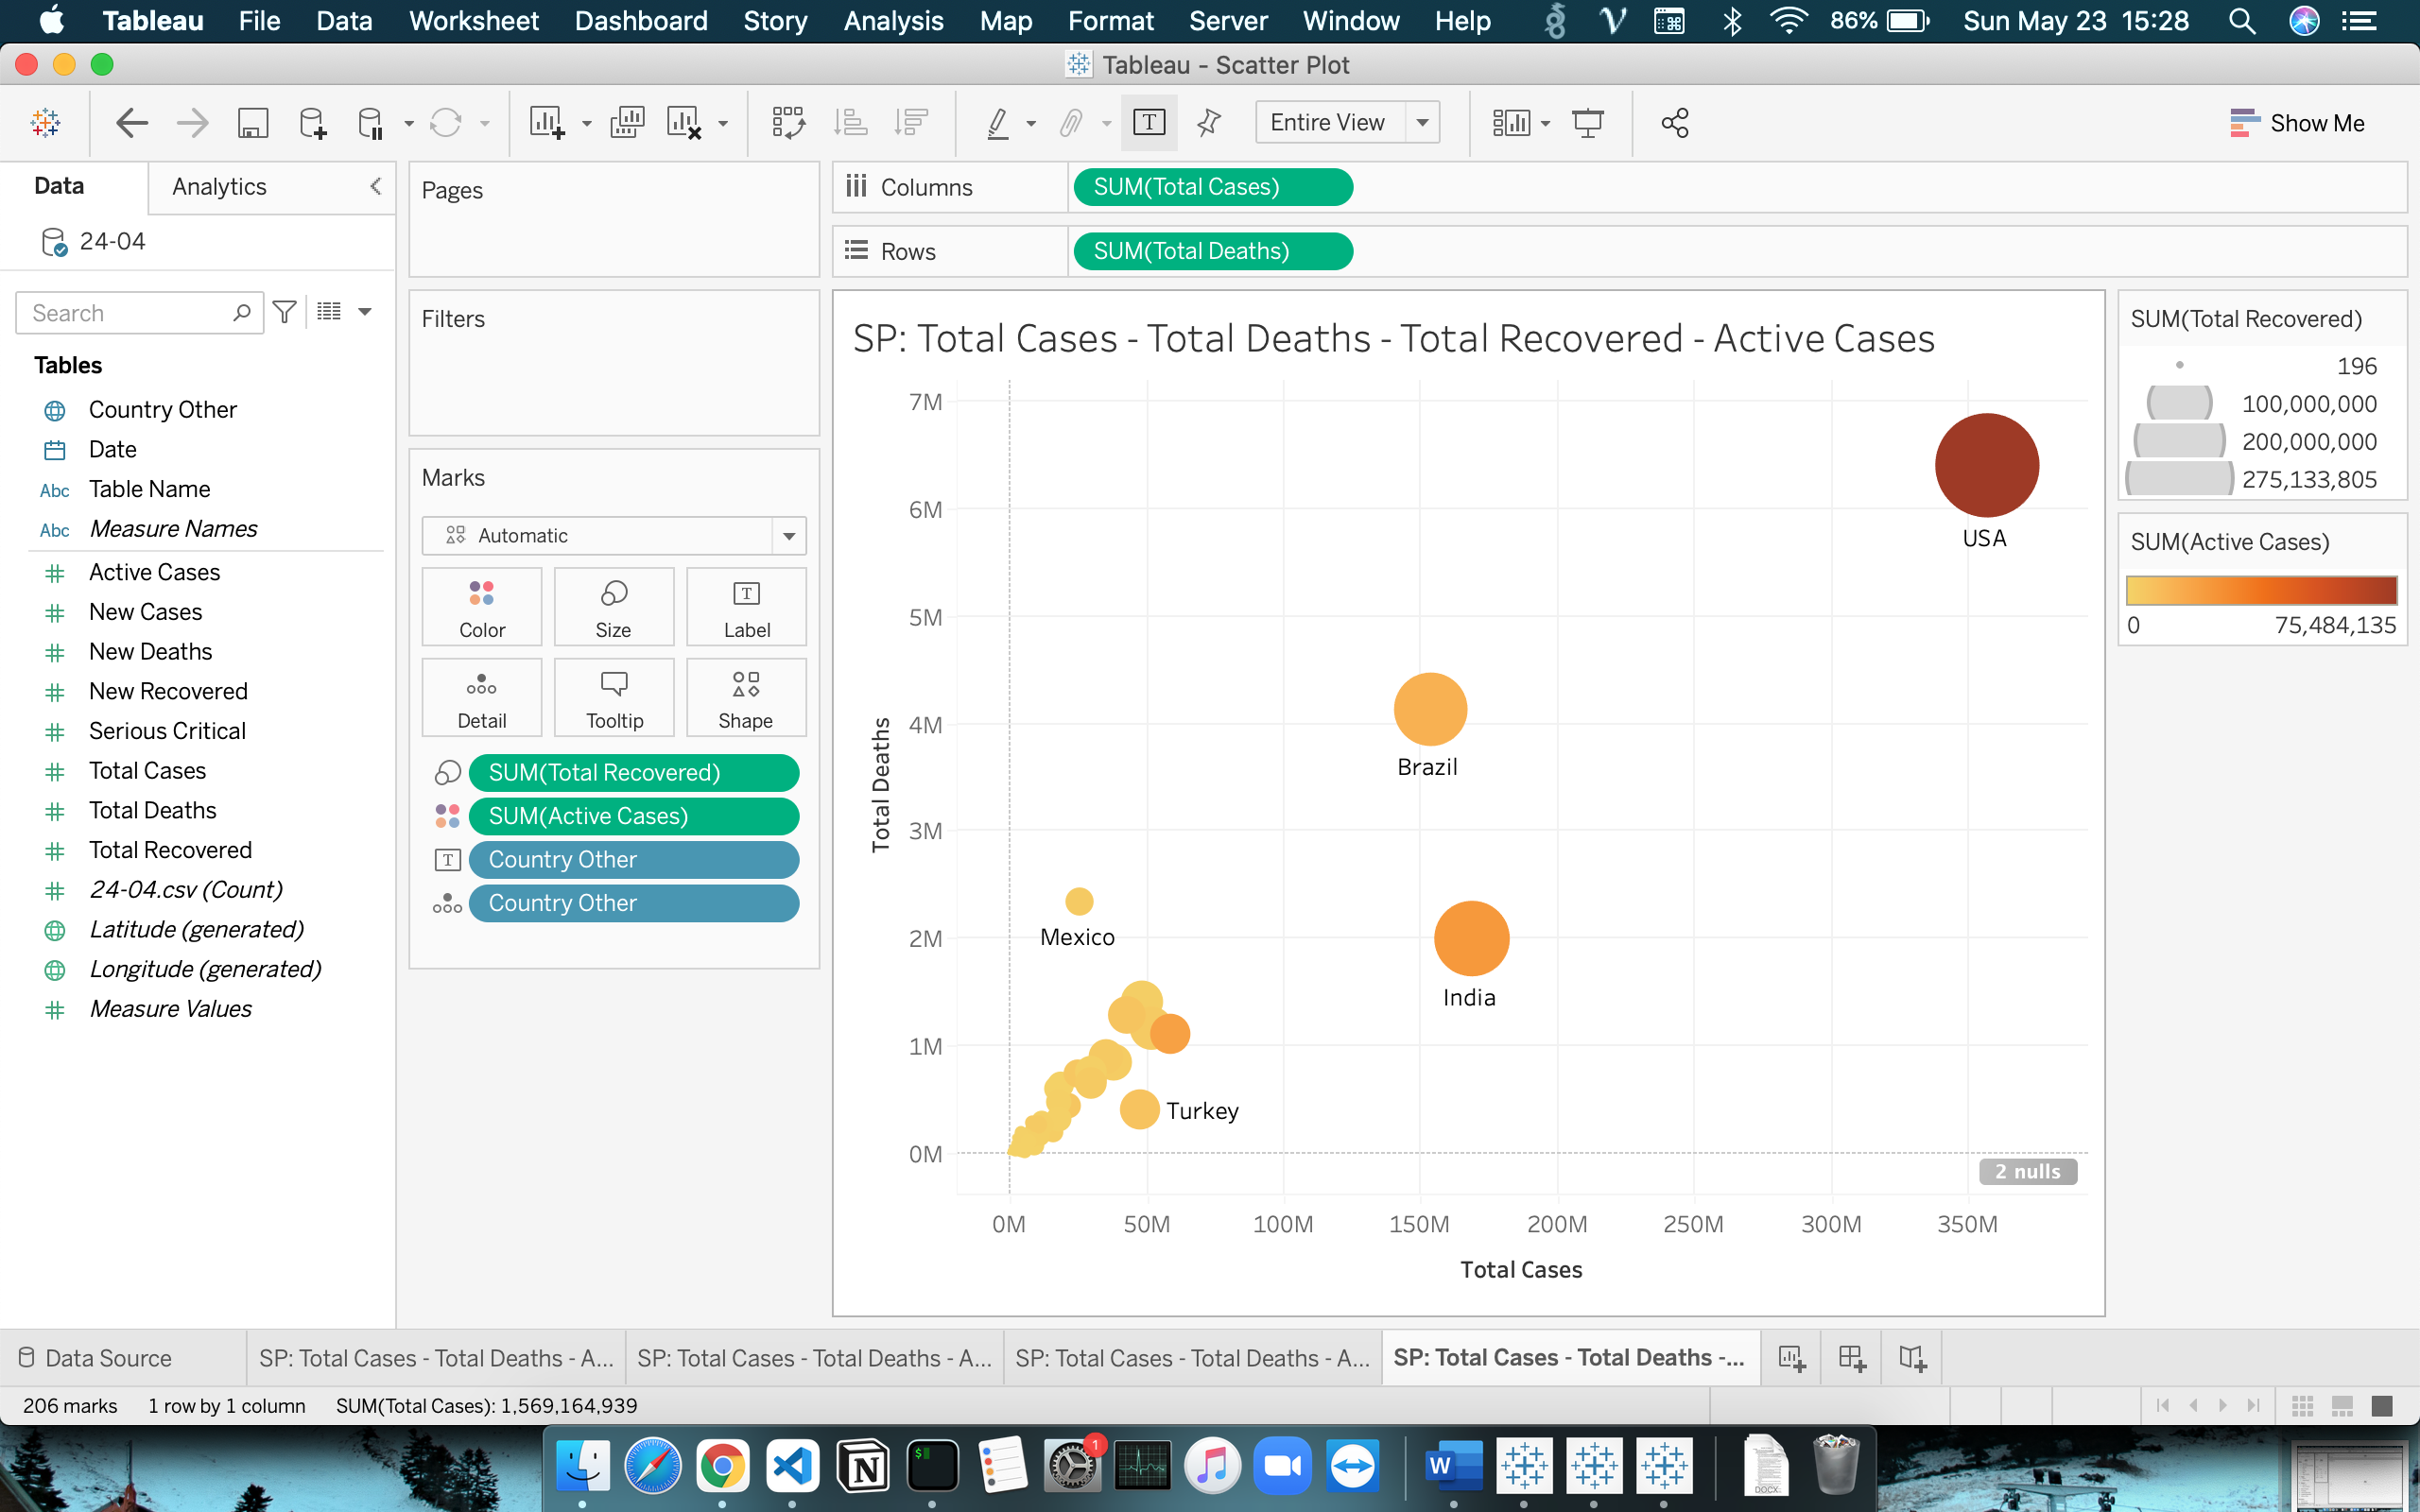 Tableau File Data Worksheet Dashboard Story Analysis Map Format Server Window Help 86% Sun May 23 15:28
Tableau - Scatter Plot
Entire View
Show Me
Data
Analytics
24-04
Search
Tables
Country Other
Date
Abc Table Name
Abc Measure Names
Active Cases
New Cases
New Deaths
New Recovered
Serious Critical
Total Cases
Total Deaths
Total Recovered
24-04.csv (Count)
Latitude (generated)
Longitude (generated)
Measure Values
Pages
Filters
Marks
Automatic
Color Size Label
Detail Tooltip Shape
SUM(Total Recovered)
SUM(Active Cases)
Country Other
Country Other
Columns SUM(Total Cases)
Rows SUM(Total Deaths)
SP: Total Cases - Total Deaths - Total Recovered - Active Cases
7M
6M
5M
4M
3M
2M
1M
0M
Total Deaths
USA
Brazil
Mexico
India
Turkey
2 nulls
0M 50M 100M 150M 200M 250M 300M 350M
Total Cases
SUM(Total Recovered)
196
100,000,000
200,000,000
275,133,805
SUM(Active Cases)
0 75,484,135
Data Source
SP: Total Cases - Total Deaths - A...
SP: Total Cases - Total Deaths - A...
SP: Total Cases - Total Deaths - A...
SP: Total Cases - Total Deaths -...
206 marks 1 row by 1 column SUM(Total Cases): 1,569,164,939
1
W
DOCX